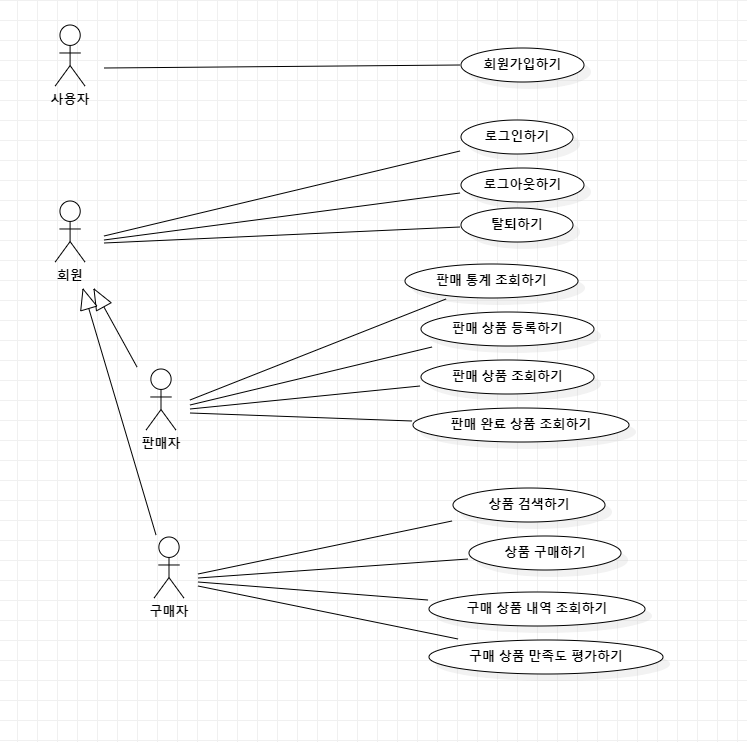 사용자
회원가입하기
로그인하기
로그아웃하기
탈퇴하기
회원
판매 통계 조회하기
판매 상품 등록하기
판매 상품 조회하기
판매 완료 상품 조회하기
판매자
상품 검색하기
상품 구매하기
구매 상품 내역 조회하기
구매 상품 만족도 평가하기
구매자